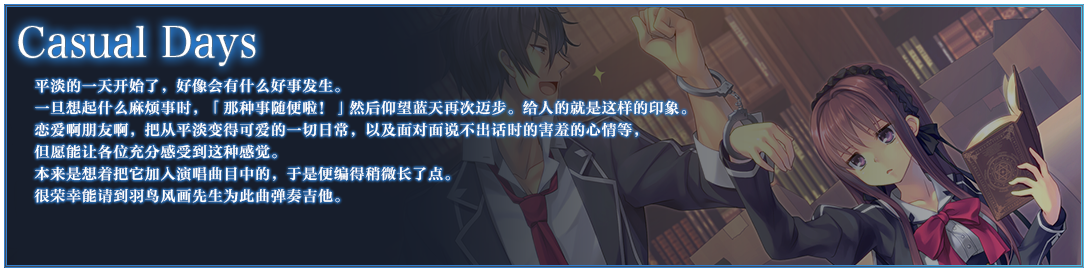 Casual Days
平淡的一天开始了，好像会有什么好事发生。
一旦想起什么麻烦事时，「那种事随便啦！」然后仰望蓝天再次迈步。给人的就是这样的印象。
恋爱啊朋友啊，把从平淡变得可爱的一切日常，以及面对面说不出话时的害羞的心情等，
但愿能让各位充分感受到这种感觉。
本来是想着把它加入演唱曲目中的，于是便编得稍微长了点。
很荣幸能请到羽鸟风画先生为此曲弹奏吉他。